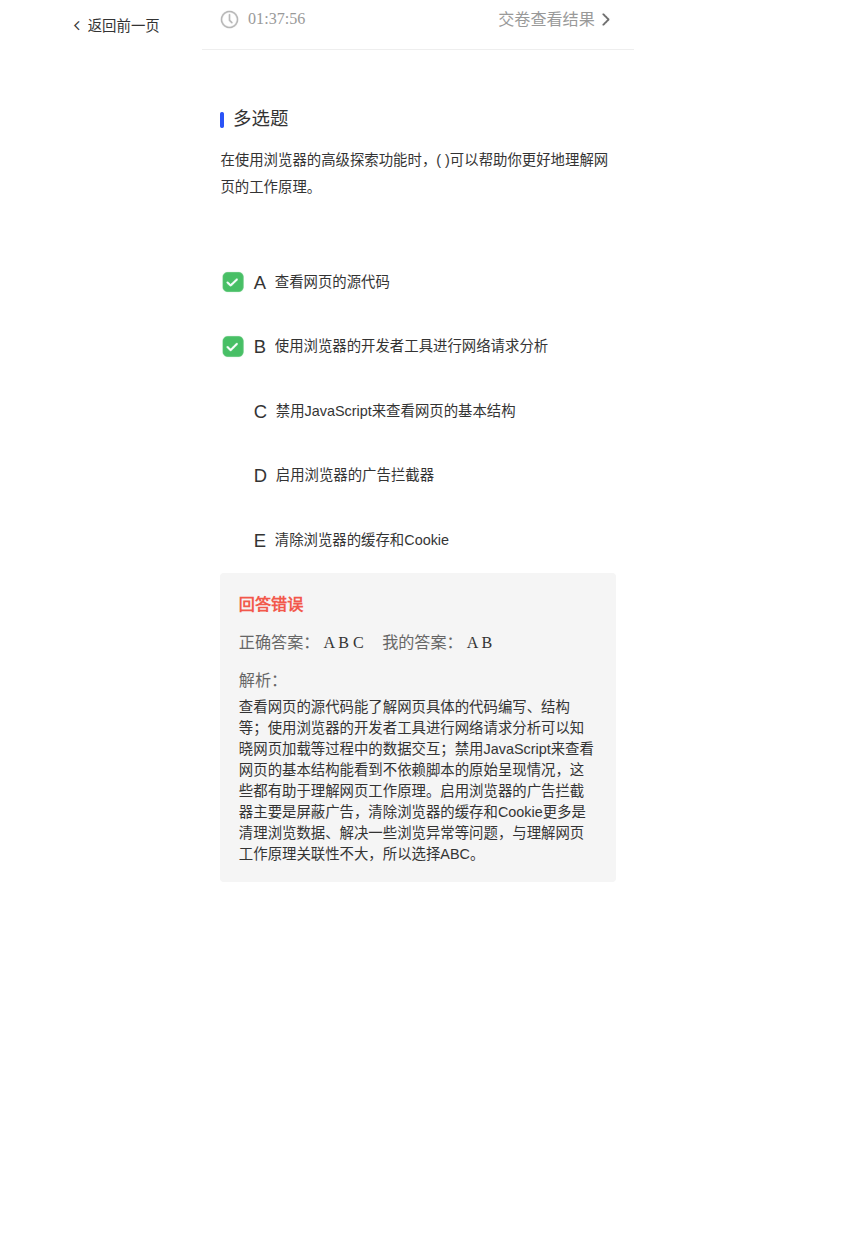 返回前一页
01:37:56
交卷查看结果
多选题
在使用浏览器的高级探索功能时，( )可以帮助你更好地理解网
页的工作原理。
A 查看网页的源代码
B 使用浏览器的开发者工具进行网络请求分析
C 禁用JavaScript来查看网页的基本结构
D 启用浏览器的广告拦截器
E 清除浏览器的缓存和Cookie
回答错误
正确答案： A B C 我的答案： A B
解析：
查看网页的源代码能了解网页具体的代码编写、结构
等；使用浏览器的开发者工具进行网络请求分析可以知
晓网页加载等过程中的数据交互；禁用JavaScript来查看
网页的基本结构能看到不依赖脚本的原始呈现情况，这
些都有助于理解网页工作原理。启用浏览器的广告拦截
器主要是屏蔽广告，清除浏览器的缓存和Cookie更多是
清理浏览数据、解决一些浏览异常等问题，与理解网页
工作原理关联性不大，所以选择ABC。